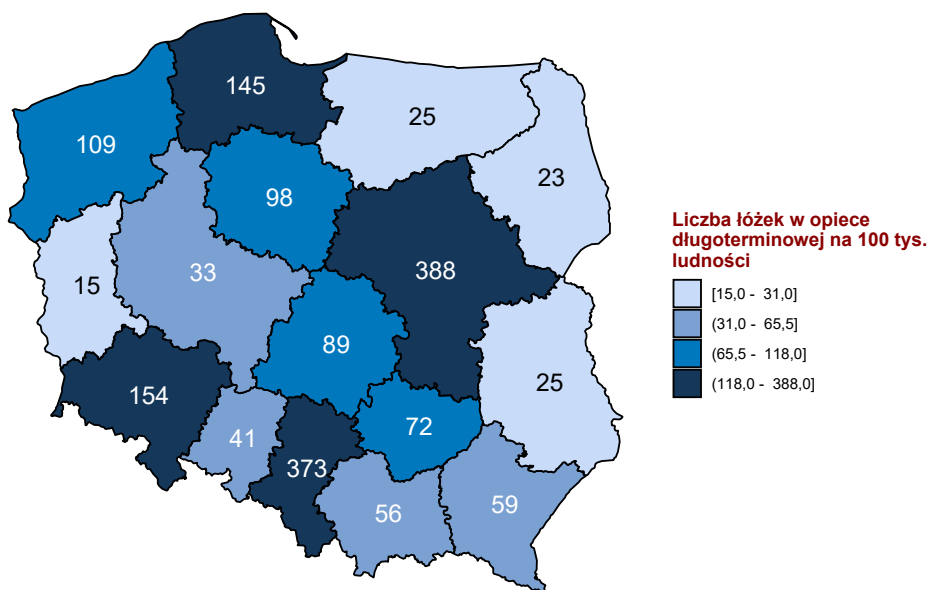 145
25
109
23
98
388
33
15
89
25
154
72
41
373
56
59
Liczba łóżek w opiece
długoterminowej na 100 tys.
ludności
[15,0 - 31,0]
(31,0 - 65,5]
(65,5 - 118,0]
(118,0 - 388,0]